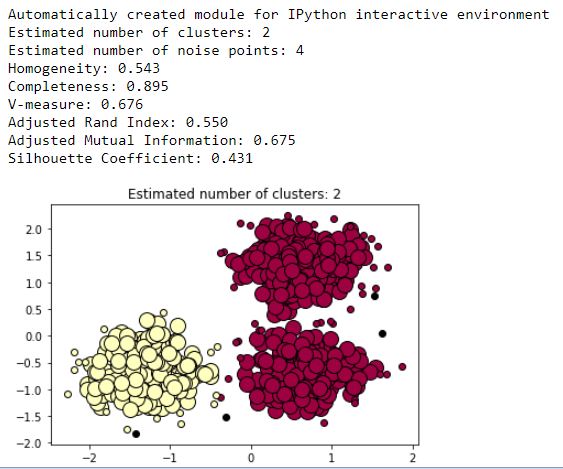 Automatically created module for IPython interactive environment
Estimated number of clusters: 2
Estimated number of noise points: 4
Homogeneity: 0.543
Completeness: 0.895
V-measure: 0.676
Adjusted Rand Index: 0.550
Adjusted Mutual Information: 0.675
Silhouette Coefficient: 0.431
Estimated number of clusters: 2
2.0
1.5
1.0
0.5
0.0
−0.5
−1.0
−1.5
−2.0
−2 −1 0 1 2